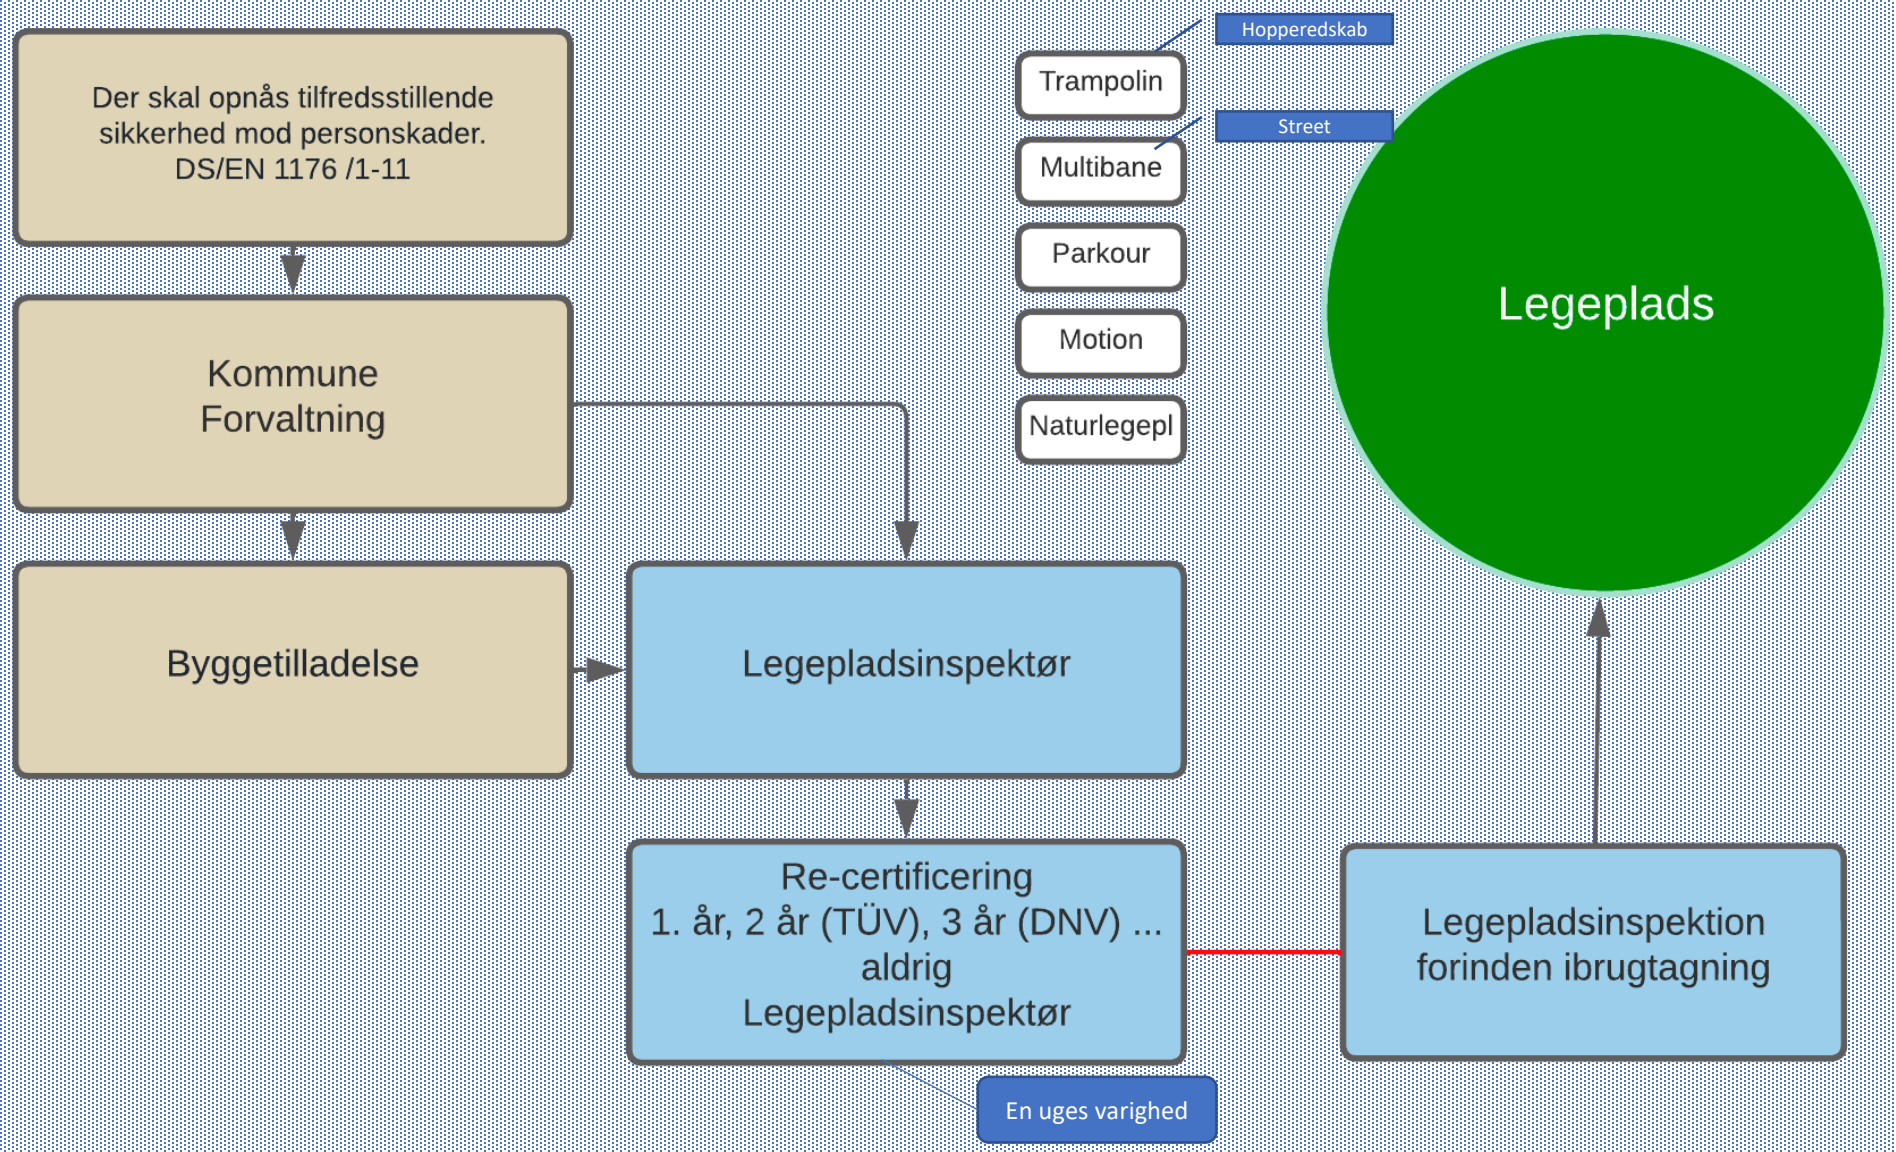 Der skal opnås tilfredsstillende
sikkerhed mod personskader.
DS/EN 1176 /1-11
Kommune
Forvaltning
Byggetilladelse
Legepladsinspektør
Re-certificering
1. år, 2 år (TÜV), 3 år (DNV) ...
aldrig
Legepladsinspektør
En uges varighed
Hopperedskab
Trampolin
Street
Multibane
Parkour
Motion
Naturlegepl
Legeplads
Legepladsinspektion
forinden ibrugtagning